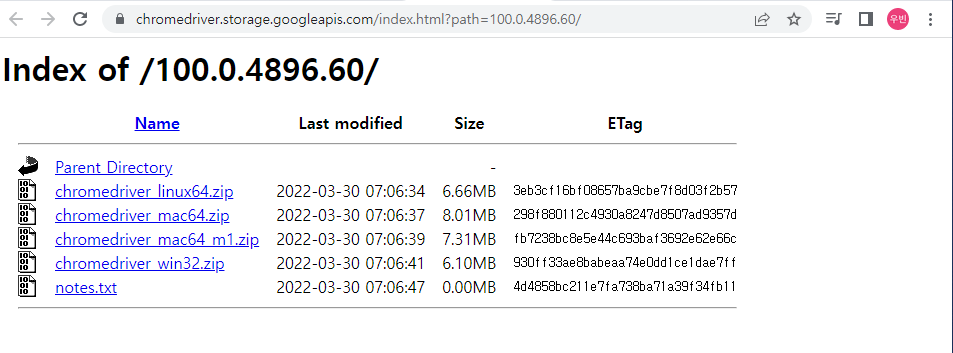 chromedriver.storage.googleapis.com/index.html?path=100.0.4896.60/
우빈
Index of /100.0.4896.60/
Name Last modified Size ETag
Parent Directory -
chromedriver_linux64.zip 2022-03-30 07:06:34 6.66MB 3eb3cf16bf08657ba9cbe7f8d03f2b57
chromedriver_mac64.zip 2022-03-30 07:06:37 8.01MB 298f880112c4930a8247d8507ad9357d
chromedriver_mac64_m1.zip 2022-03-30 07:06:39 7.31MB fb7238bc8e5e44c693baf3692e62e66c
chromedriver_win32.zip 2022-03-30 07:06:41 6.10MB 930ff33ae8babeaa74e0dd1ce1dae7ff
notes.txt 2022-03-30 07:06:47 0.00MB 4d4858bc211e7fa738ba71a39f34fb11